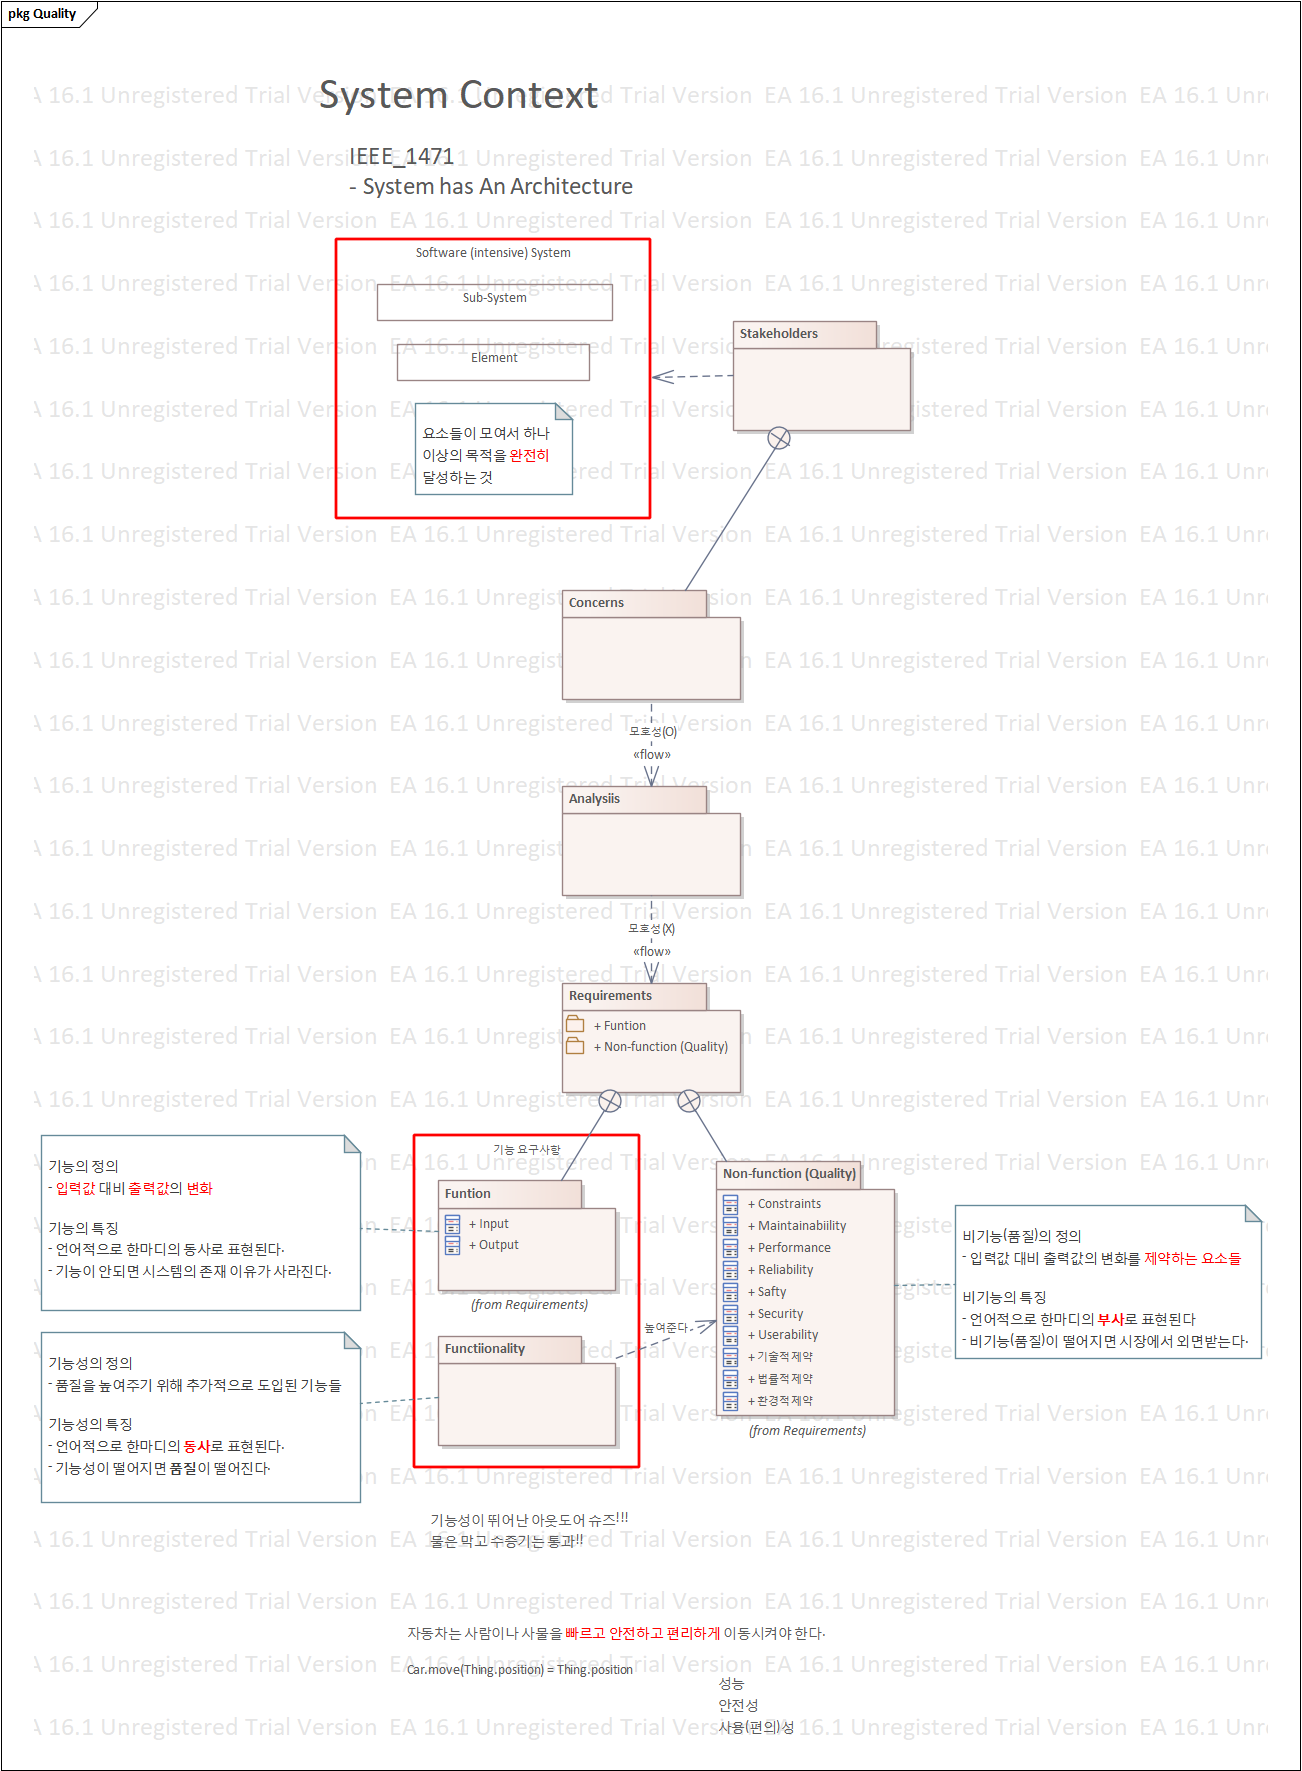 pkg Quality
System Context
IEEE_1471
- System has An Architecture
Software (intensive) System
Sub-System
Element
요소들이 모여서 하나
이상의 목적을 완전히
달성하는 것
Stakeholders
Concerns
모호성(O)
«flow»
Analysiis
모호성(X)
«flow»
Requirements
+ Funtion
+ Non-function (Quality)
기능의 정의
- 입력값 대비 출력값의 변화
기능의 특징
- 언어적으로 한마디의 동사로 표현된다.
- 기능이 안되면 시스템의 존재 이유가 사라진다.
기능 요구사항
Funtion
+ Input
+ Output
(from Requirements)
Non-function (Quality)
+ Constraints
+ Maintainabiility
+ Performance
+ Reliability
+ Safty
+ Security
+ Userability
+ 기술적제약
+ 법률적제약
+ 환경적제약
(from Requirements)
비기능(품질)의 정의
- 입력값 대비 출력값의 변화를 제약하는 요소들
비기능의 특징
- 언어적으로 한마디의 부사로 표현된다
- 비기능(품질)이 떨어지면 시장에서 외면받는다.
높여준다.
기능성의 정의
- 품질을 높여주기 위해 추가적으로 도입된 기능들
기능성의 특징
- 언어적으로 한마디의 동사로 표현된다.
- 기능성이 떨어지면 품질이 떨어진다.
Functiionality
기능성이 뛰어난 아웃도어 슈즈!!!
물은 막고 수증기는 통과!!
자동차는 사람이나 사물을 빠르고 안전하고 편리하게 이동시켜야 한다.
Car.move(Thing.position) = Thing.position
성능
안전성
사용(편의)성
EA 16.1 Unregistered Trial Version